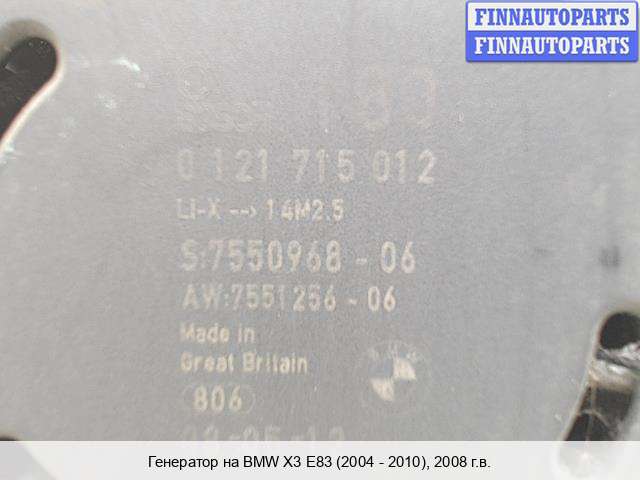 FINNAUTOPARTS
FINNAUTOPARTS
0 121 715 012
LI-X --> 14M2.5
S:7550968 - 06
AW:7551256 - 06
Made in
Great Britain
806
Генератор на BMW X3 E83 (2004 - 2010), 2008 г.в.